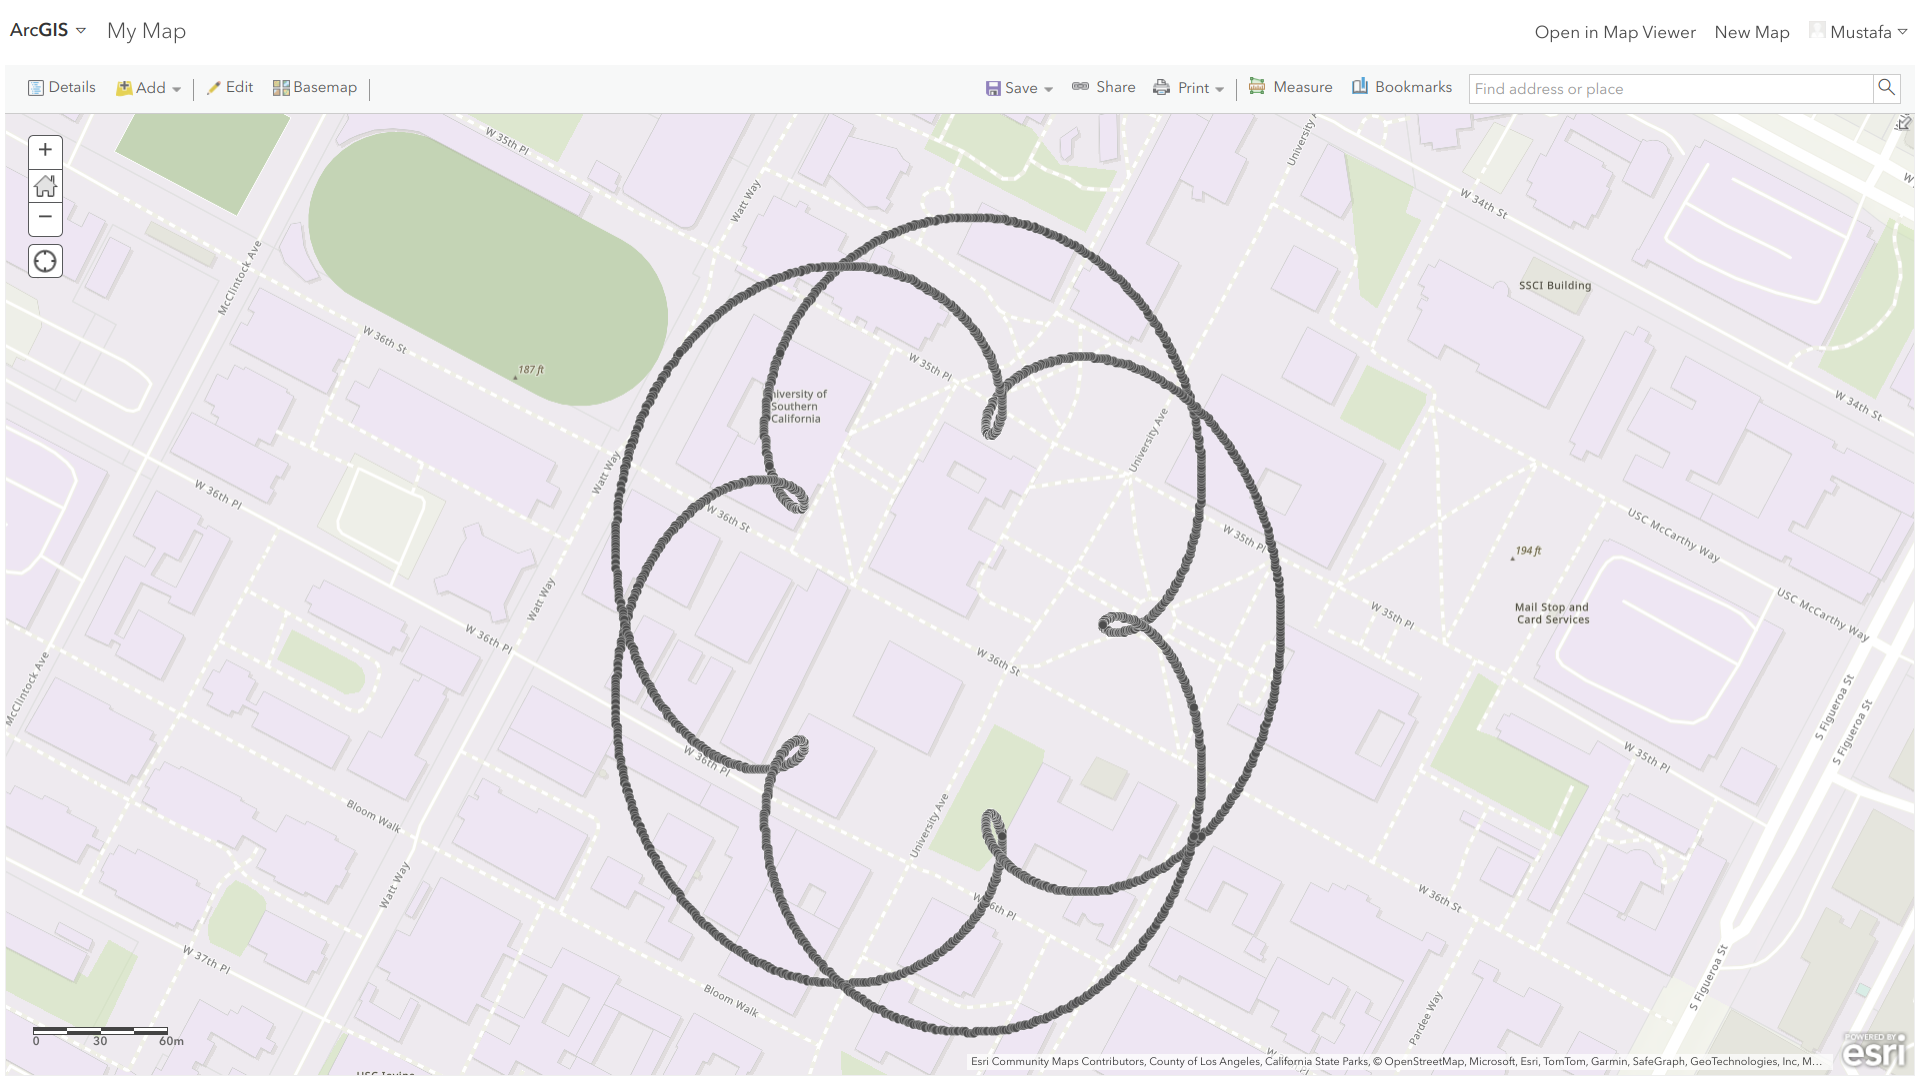 ArcGIS
My Map
Open in Map Viewer
New Map
Mustafa
Details
Add
Edit
Basemap
Save
Share
Print
Measure
Bookmarks
Find address or place
+
−
W 35th Pl
Watt Way
University A
W 34th St
McClintock Ave
SSCI Building
W 36th St
187 ft
W 35th Pl
University of
Southern
California
W 34th St
University Ave
Watt Way
W 36th Pl
W 36th St
USC McCarthy Way
W 35th Pl
194 ft
Watt Way
USC McCarthy Way
W 35th Pl
Mail Stop and
Card Services
W 36th Pl
W 36th St
McClintock Ave
S Figueroa St
S Figueroa St
W 36th Pl
W 35th Pl
Bloom Walk
University Ave
Watt Way
W 36th St
W 37th Pl
S Figueroa St
Bloom Walk
Pardee Way
0
30
60m
POWERED BY
esri
Esri Community Maps Contributors, County of Los Angeles, California State Parks, © OpenStreetMap, Microsoft, Esri, TomTom, Garmin, SafeGraph, GeoTechnologies, Inc, M...